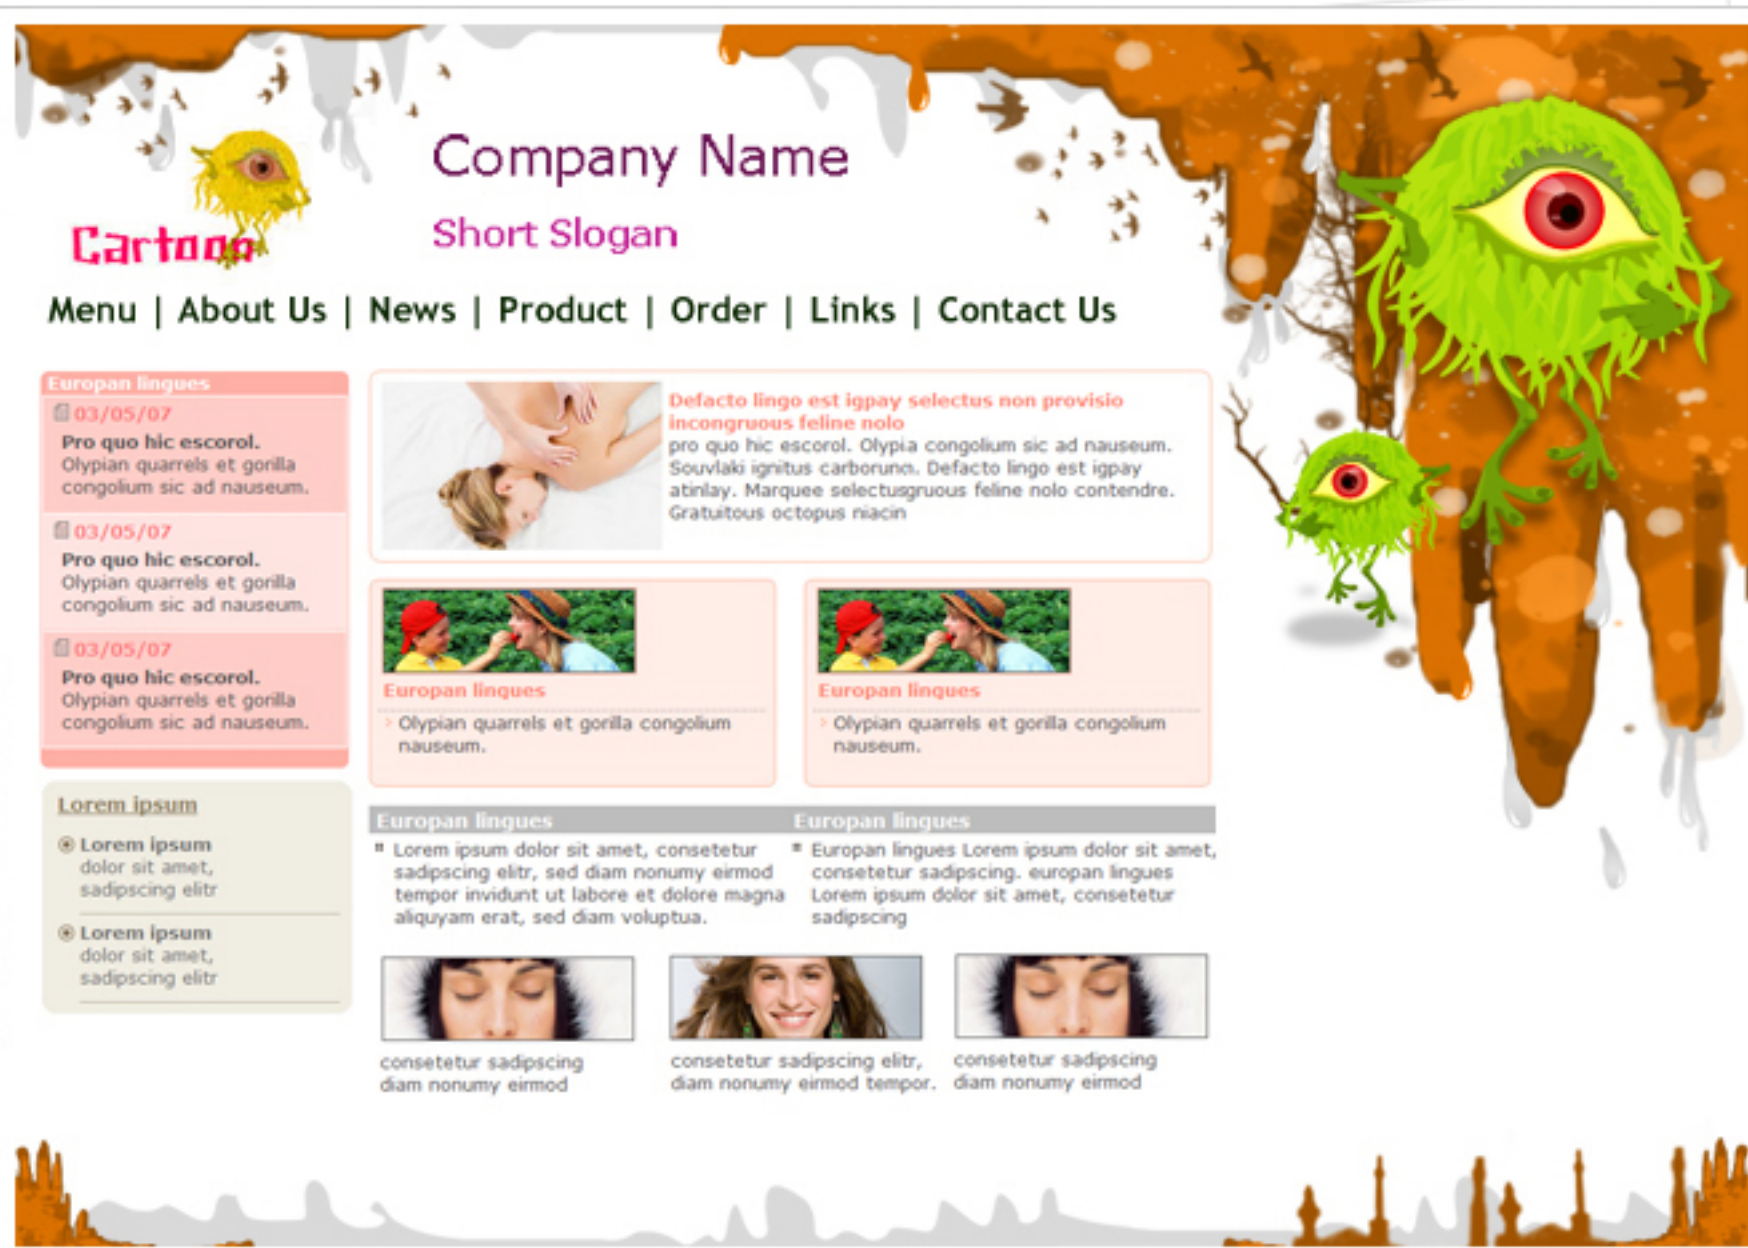 Company Name
Short Slogan
Cartoon
Menu | About Us | News | Product | Order | Links | Contact Us
Europan lingues
03/05/07
Pro quo hic escorol.
Olypian quarrels et gorilla
congolium sic ad nauseum.
03/05/07
Pro quo hic escorol.
Olypian quarrels et gorilla
congolium sic ad nauseum.
03/05/07
Pro quo hic escorol.
Olypian quarrels et gorilla
congolium sic ad nauseum.
Lorem ipsum
Lorem ipsum
dolor sit amet,
sadipscing elitr
Lorem ipsum
dolor sit amet,
sadipscing elitr
Defacto lingo est igpay selectus non provisio
incongruous feline nolo
pro quo hic escorol. Olypia congolium sic ad nauseum.
Souvlaki ignitus carborunn. Defacto lingo est igpay
atinlay. Marquee selectusgruous feline nolo contendre.
Gratuitous octopus niacin
Europan lingues
Olypian quarrels et gorilla congolium
nauseum.
Europan lingues
Olypian quarrels et gorilla congolium
nauseum.
Europan lingues
Lorem ipsum dolor sit amet, consetetur
sadipscing elitr, sed diam nonumy eirmod
tempor invidunt ut labore et dolore magna
aliquyam erat, sed diam voluptua.
Europan lingues
Europan lingues Lorem ipsum dolor sit amet,
consetetur sadipscing. europan lingues
Lorem ipsum dolor sit amet, consetetur
sadipscing
consetetur sadipscing
diam nonumy eirmod
consetetur sadipscing elitr,
diam nonumy eirmod tempor.
consetetur sadipscing
diam nonumy eirmod